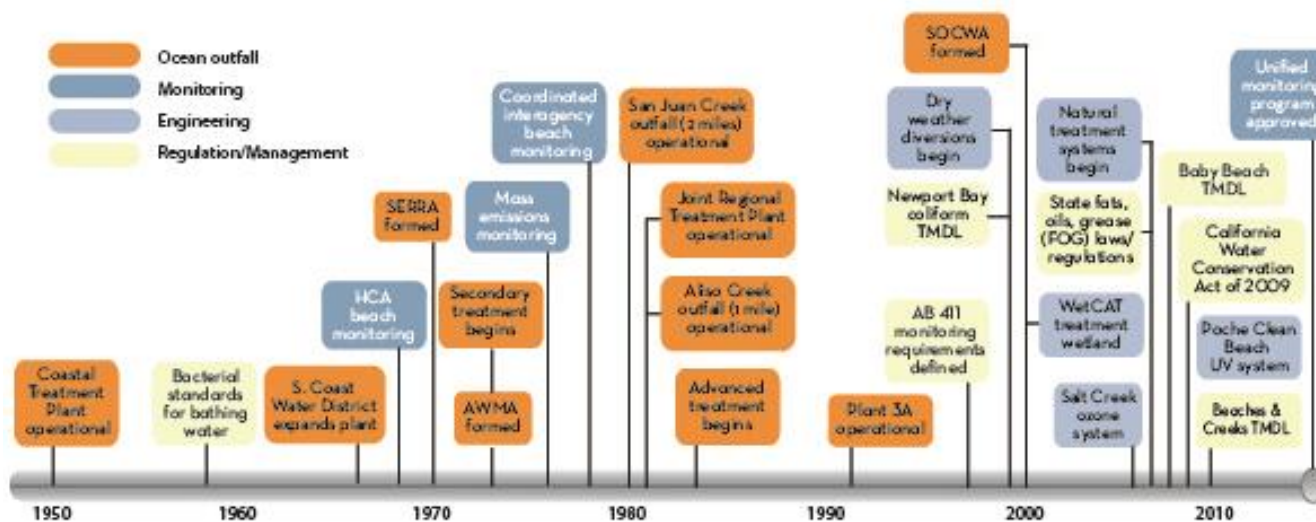 Ocean outfall
Monitoring
Engineering
Regulation/Management
Coastal
Treatment
Plant
operational
Bacterial
standards
for bathing
water
S. Coast
Water District
expands plant
HCA
beach
monitoring
SERRA
formed
Secondary
treatment
begins
AWMA
formed
Mass
emissions
monitoring
Coordinated
interagency
beach
monitoring
San Juan Creek
outfall (2 miles)
operational
Joint Regional
Treatment Plant
operational
Aliso Creek
outfall (1 mile)
operational
Advanced
treatment
begins
Plant 3A
operational
SOCWA
formed
Dry
weather
diversions
begin
Newport Bay
coliform
TMDL
AB 411
monitoring
requirements
defined
Natural
treatment
systems
begin
State fats,
oils, grease
(FOG) laws/
regulations
WetCAT
treatment
wetland
Salt Creek
ozone
system
Baby Beach
TMDL
California
Water
Conservation
Act of 2009
Poche Clean
Beach
UV system
Beaches &
Creeks TMDL
Unified
monitoring
program
approved
1950
1960
1970
1980
1990
2000
2010